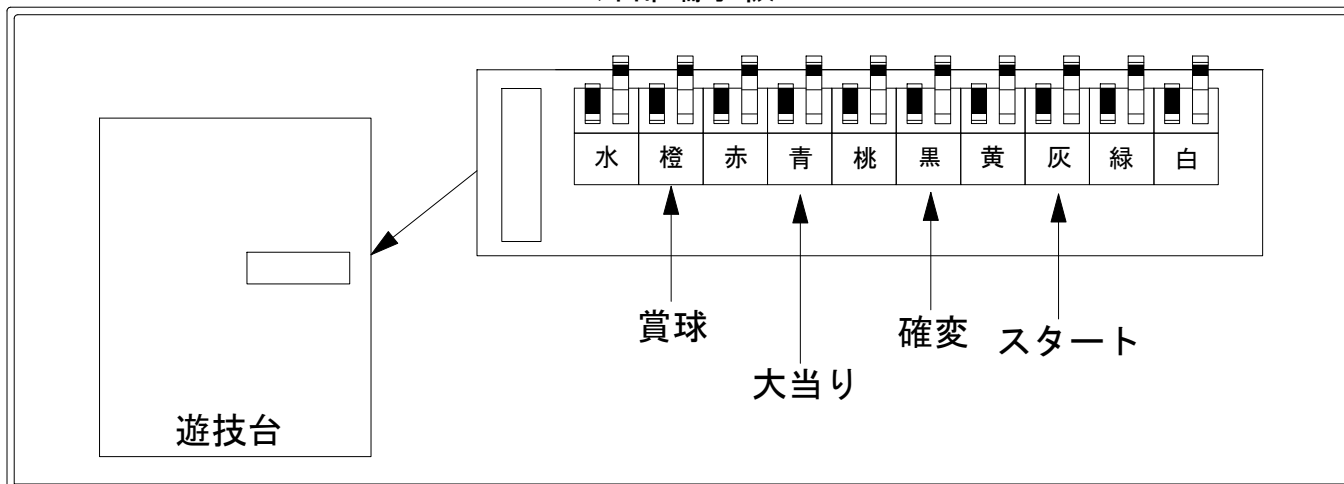 水 橙 赤 青 桃 黒 黄 灰 緑 白
賞球
確変
スタート
大当り
遊技台